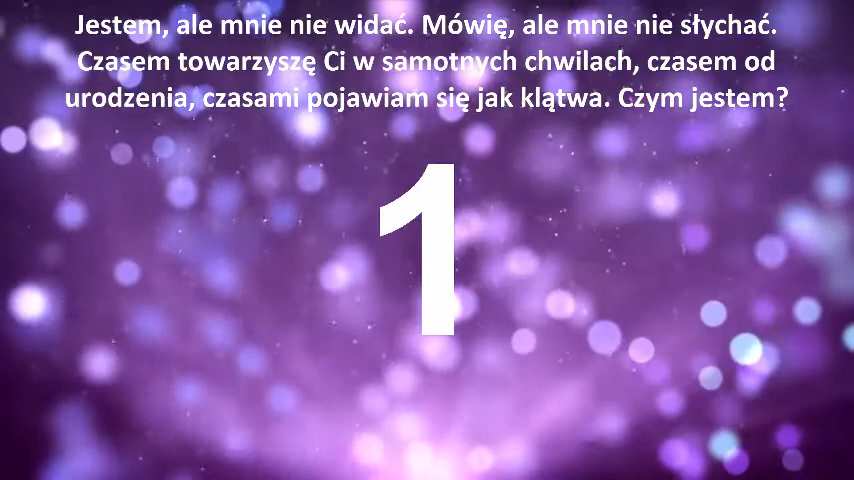 Jestem, ale mnie nie widać. Mówię, ale mnie nie słychać.
Czasem towarzyszę Ci w samotnych chwilach, czasem od
urodzenia, czasami pojawiam się jak klątwa. Czym jestem?
1